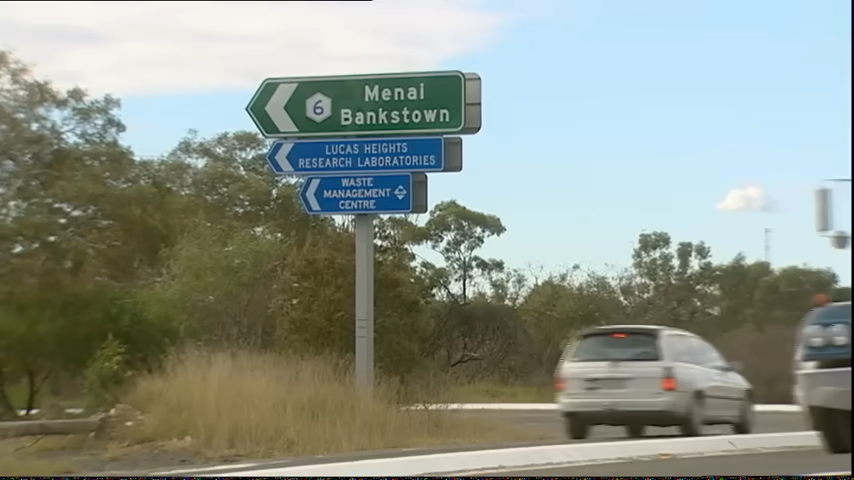 6
Menai
Bankstown
LUCAS HEIGHTS
RESEARCH LABORATORIES
WASTE
MANAGEMENT
CENTRE